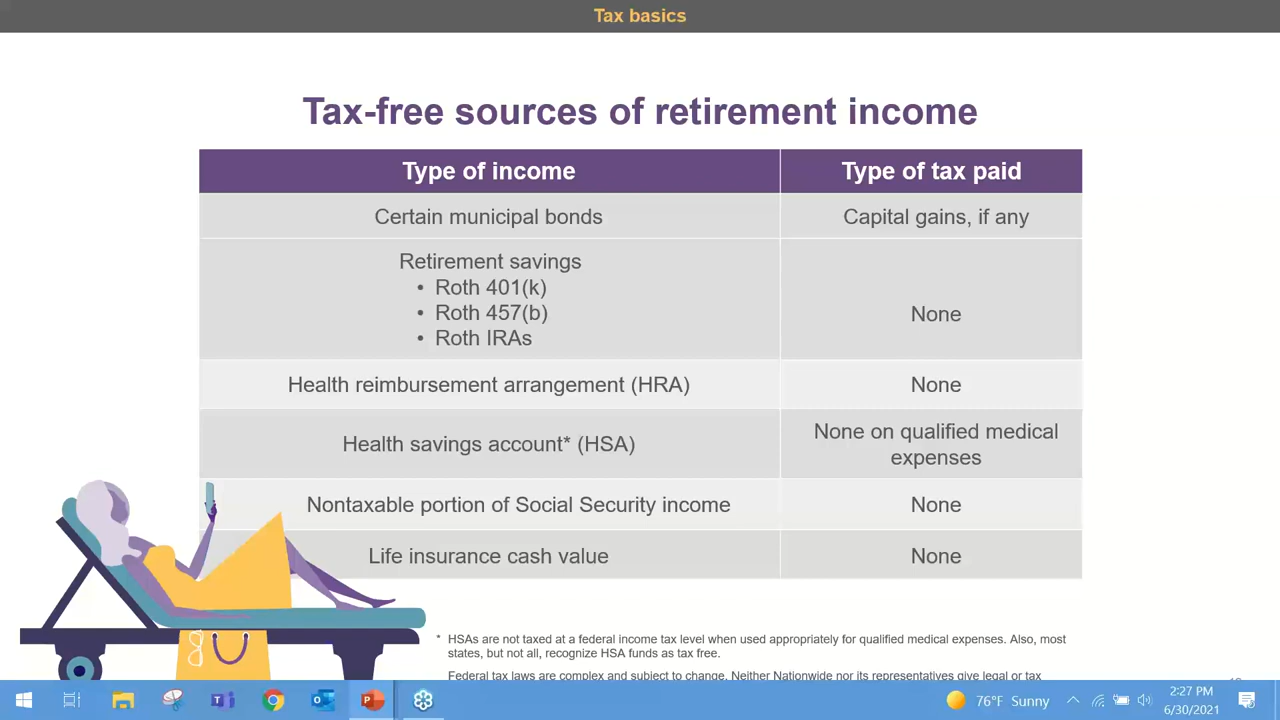 Tax basics
Tax-free sources of retirement income
Type of income
Type of tax paid
Certain municipal bonds
Capital gains, if any
Retirement savings
• Roth 401(k)
• Roth 457(b)
• Roth IRAs
None
Health reimbursement arrangement (HRA)
None
Health savings account* (HSA)
None on qualified medical
expenses
Nontaxable portion of Social Security income
None
Life insurance cash value
None
* HSAs are not taxed at a federal income tax level when used appropriately for qualified medical expenses. Also, most
states, but not all, recognize HSA funds as tax free.
Federal tax laws are complex and subject to change. Neither Nationwide nor its representatives give legal or tax
76°F Sunny
2:27 PM
6/30/2021